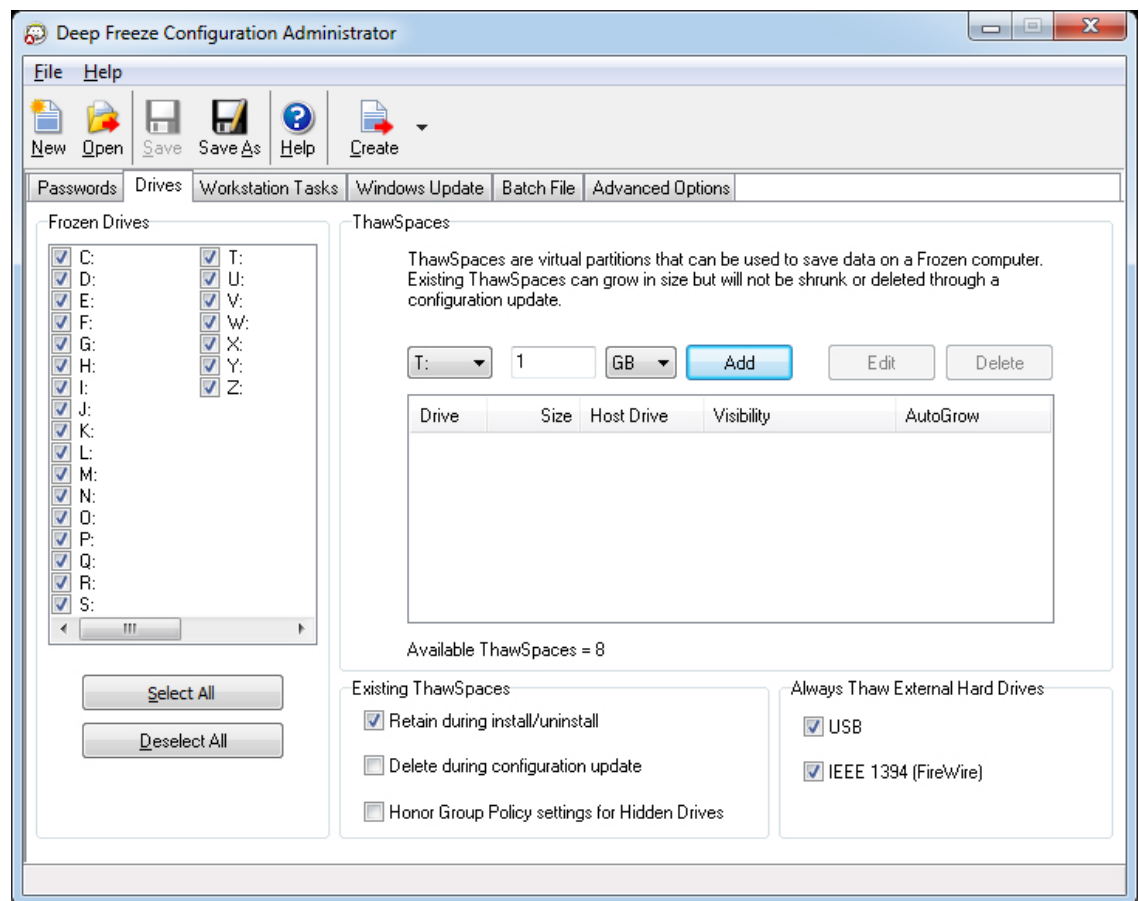 Deep Freeze Configuration Administrator
File Help
New Open Save Save As Help Create
Passwords Drives Workstation Tasks Windows Update Batch File Advanced Options
Frozen Drives
C:
D:
E:
F:
G:
H:
I:
J:
K:
L:
M:
N:
O:
P:
Q:
R:
S:
T:
U:
V:
W:
X:
Y:
Z:
Select All
Deselect All
ThawSpaces
ThawSpaces are virtual partitions that can be used to save data on a Frozen computer.
Existing ThawSpaces can grow in size but will not be shrunk or deleted through a
configuration update.
T: 1 GB Add Edit Delete
Drive Size Host Drive Visibility AutoGrow
Available ThawSpaces = 8
Existing ThawSpaces
Retain during install/uninstall
Delete during configuration update
Honor Group Policy settings for Hidden Drives
Always Thaw External Hard Drives
USB
IEEE 1394 (FireWire)